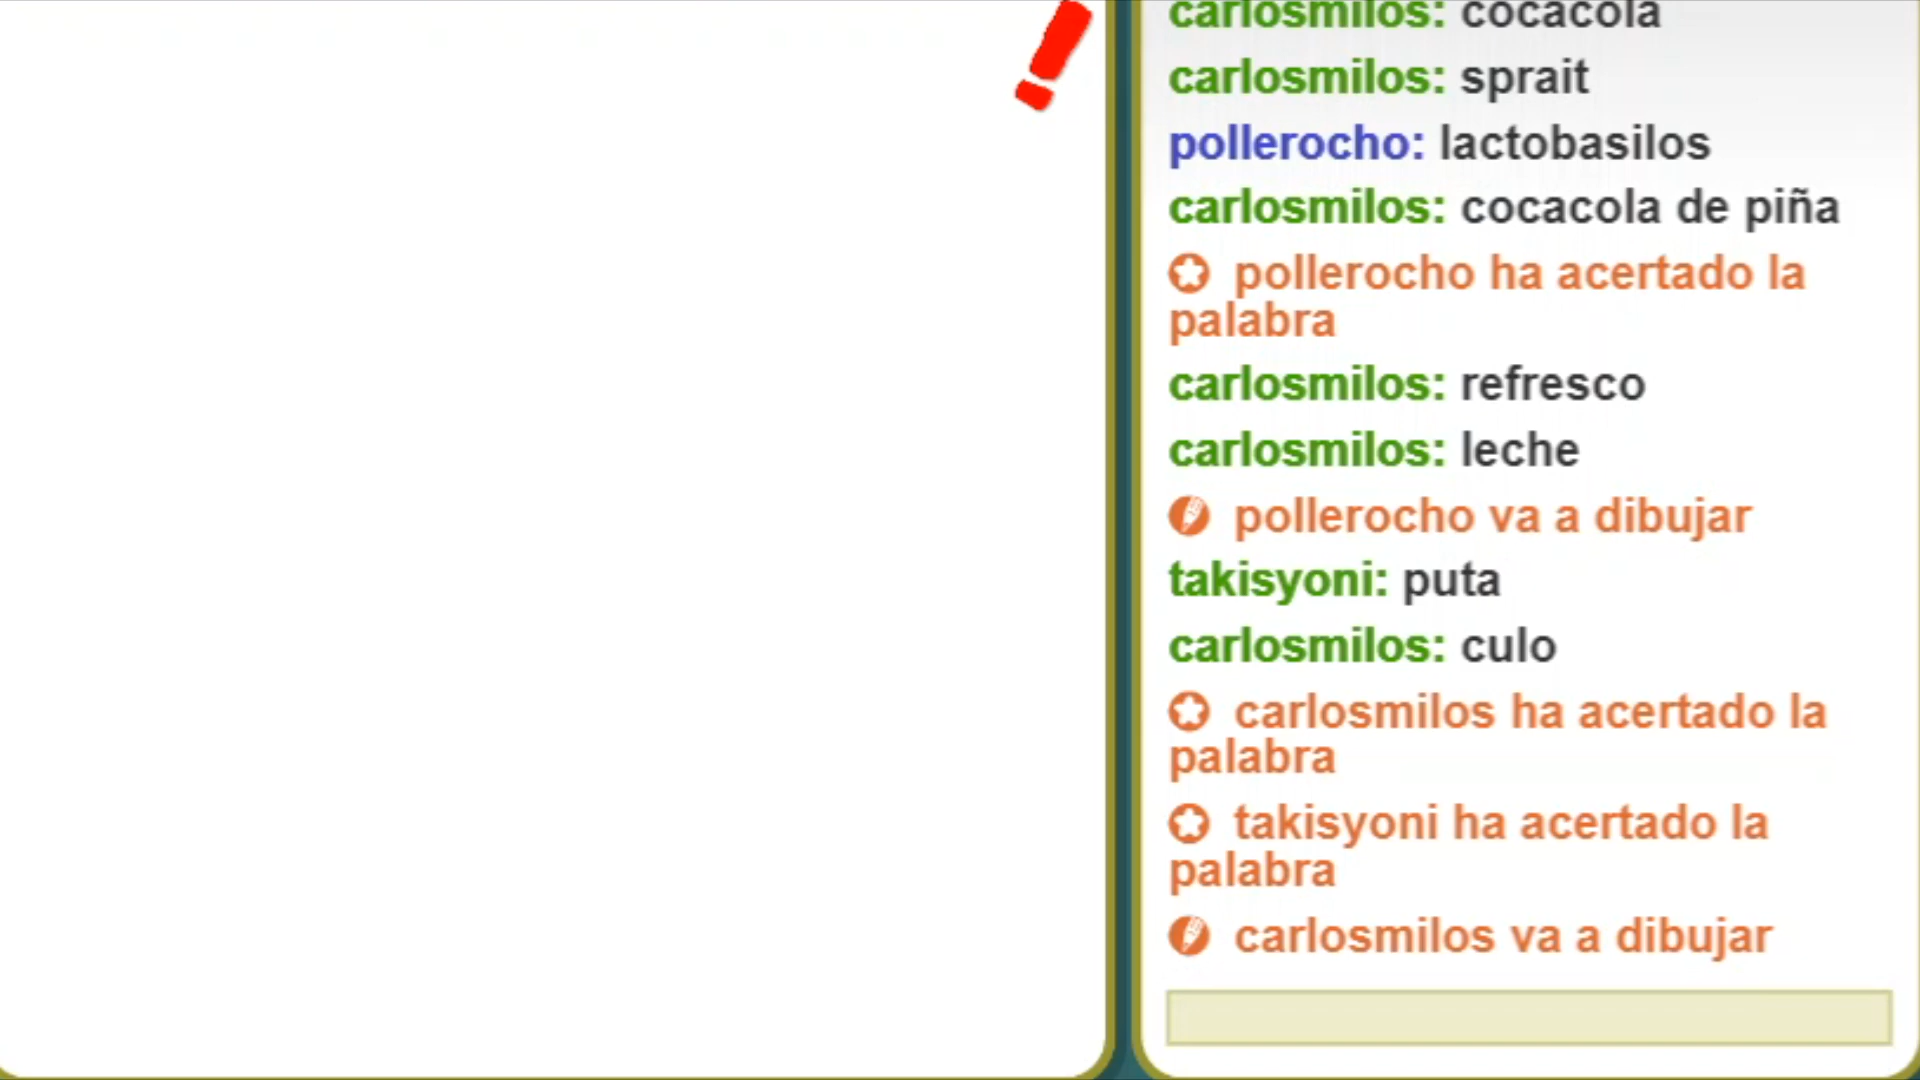 carlosmilos: cocacola
carlosmilos: sprait
pollerocho: lactobasilos
carlosmilos: cocacola de piña
pollerocho ha acertado la
palabra
carlosmilos: refresco
carlosmilos: leche
pollerocho va a dibujar
takisyoni: puta
carlosmilos: culo
carlosmilos ha acertado la
palabra
takisyoni ha acertado la
palabra
carlosmilos va a dibujar